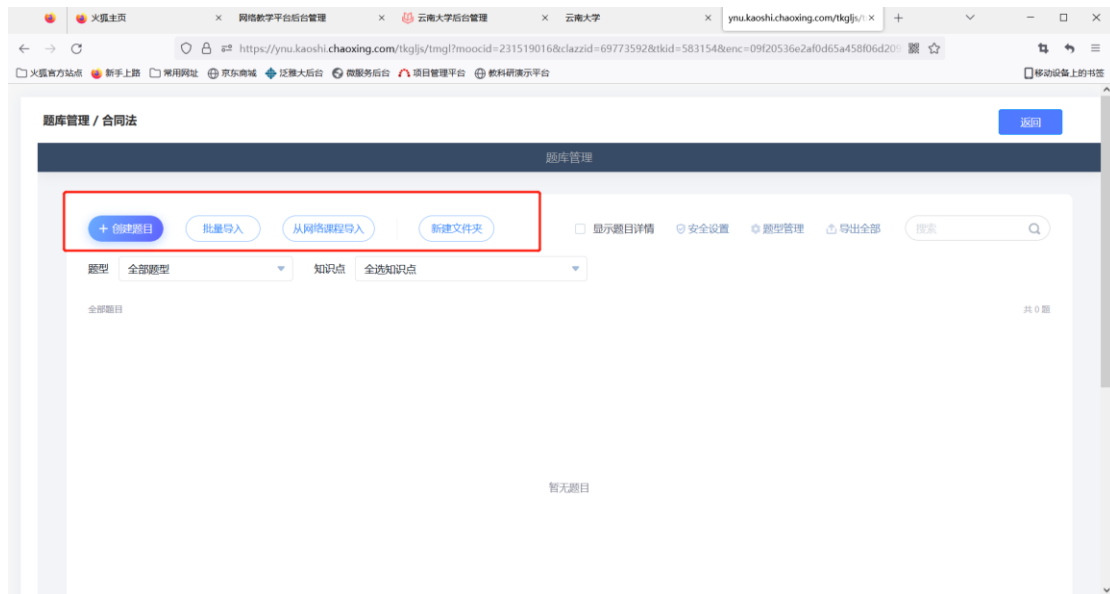 火狐主页 网络教学平台后台管理 云南大学后台管理 云南大学 ynu.kaoshi.chaoxing.com/tkgljs/t
https://ynu.kaoshi.chaoxing.com/tkgljs/tmgl?moocid=231519016&clazzid=69773592&tkid=583154&enc=09f20536e2af0d65a458f06d209
火狐官方站点 新手上路 常用网址 京东商城 泛雅大后台 微服务后台 项目管理平台 教科研演示平台 移动设备上的书签
题库管理 / 合同法 返回
题库管理
+ 创建题目 批量导入 从网络课程导入 新建文件夹 显示题目详情 安全设置 题型管理 导出全部 搜索
题型 全部题型 知识点 全选知识点
全部题目 共 0 题
暂无题目